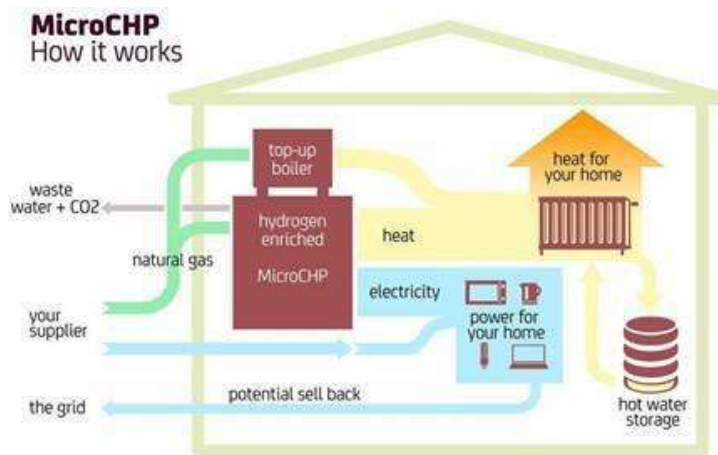 MicroCHP
How it works
top-up
boiler
heat for
your home
waste
water + CO2
hydrogen
enriched
MicroCHP
heat
natural gas
electricity
your
supplier
power for
your home
potential sell back
the grid
hot water
storage